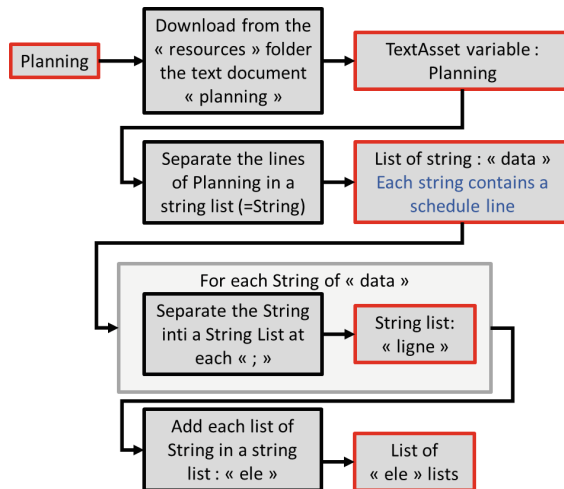 Planning
Download from the
« resources » folder
the text document
« planning »
TextAsset variable :
Planning
Separate the lines
of Planning in a
string list (=String)
List of string : « data »
Each string contains a
schedule line
For each String of « data »
Separate the String
inti a String List at
each « ; »
String list:
« ligne »
Add each list of
String in a string
list : « ele »
List of
« ele » lists